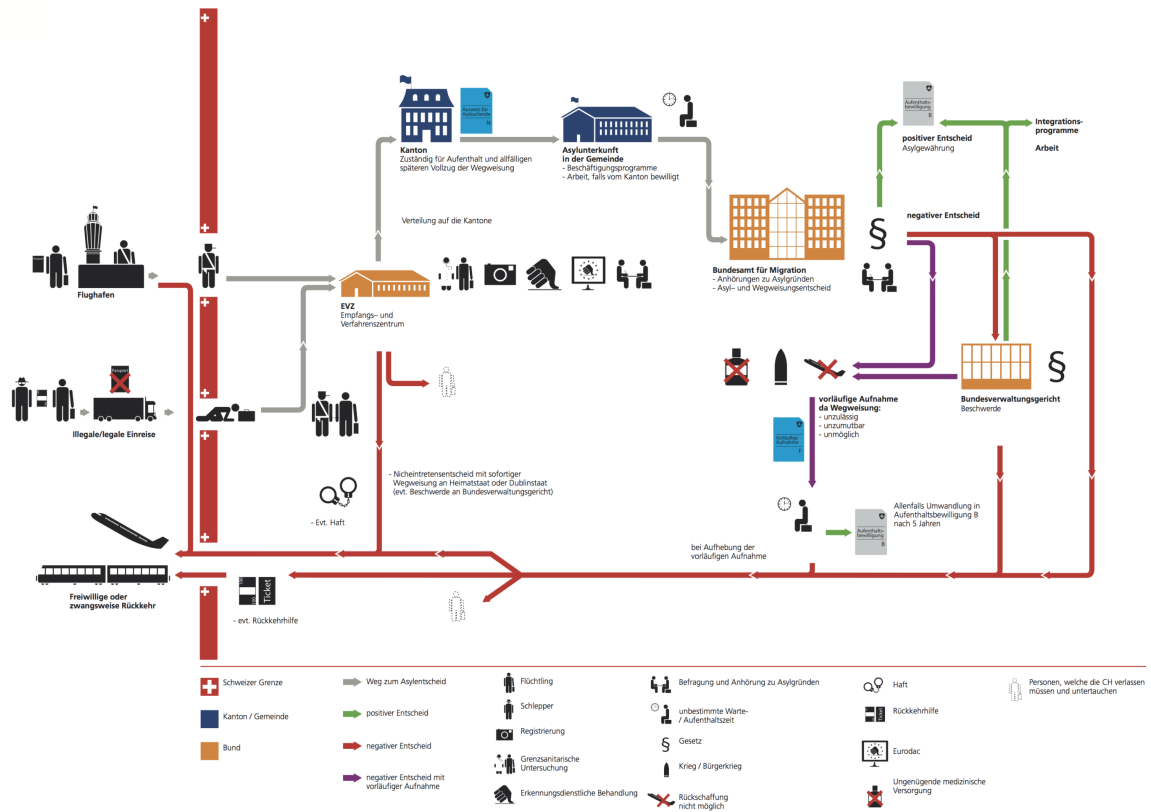 Kanton
Zuständig für Aufenthalt und allfälligen
späteren Vollzug der Wegweisung
Ausweis für
Asylsuchende
N
Asylunterkunft
in der Gemeinde
- Beschäftigungsprogramme
- Arbeit, falls vom Kanton bewilligt
Aufenthalts-
bewilligung
B
positiver Entscheid
Asylgewährung
Integrations-
programme
Arbeit
Verteilung auf die Kantone
negativer Entscheid
§
Bundesamt für Migration
- Anhörungen zu Asylgründen
- Asyl– und Wegweisungsentscheid
Flughafen
EVZ
Empfangs– und
Verfahrenszentrum
Passport
Illegale/legale Einreise
§
Bundesverwaltungsgericht
Beschwerde
vorläufige Aufnahme
da Wegweisung:
- unzulässig
- unzumutbar
- unmöglich
Vorläufige
Aufnahme
F
- Nicheintretensentscheid mit sofortiger
Wegweisung an Heimatstaat oder Dublinstaat
(evt. Beschwerde an Bundesverwaltungsgericht)
- Evt. Haft
Allenfalls Umwandlung in
Aufenthaltsbewilligung B
nach 5 Jahren
Aufenthalts-
bewilligung
B
bei Aufhebung der
vorläufigen Aufnahme
Freiwillige oder
zwangsweise Rückkehr
Ticket
- evt. Rückkehrhilfe
Schweizer Grenze
Kanton / Gemeinde
Bund
Weg zum Asylentscheid
positiver Entscheid
negativer Entscheid
negativer Entscheid mit
vorläufiger Aufnahme
Flüchtling
Schlepper
Registrierung
Grenzsanitarische
Untersuchung
Erkennungsdienstliche Behandlung
Befragung und Anhörung zu Asylgründen
unbestimmte Warte-
/ Aufenthaltszeit
§
Gesetz
Krieg / Bürgerkrieg
Rückschaffung
nicht möglich
Haft
Ticket
Rückkehrhilfe
Eurodac
Ungenügende medizinische
Versorgung
Personen, welche die CH verlassen
müssen und untertauchen